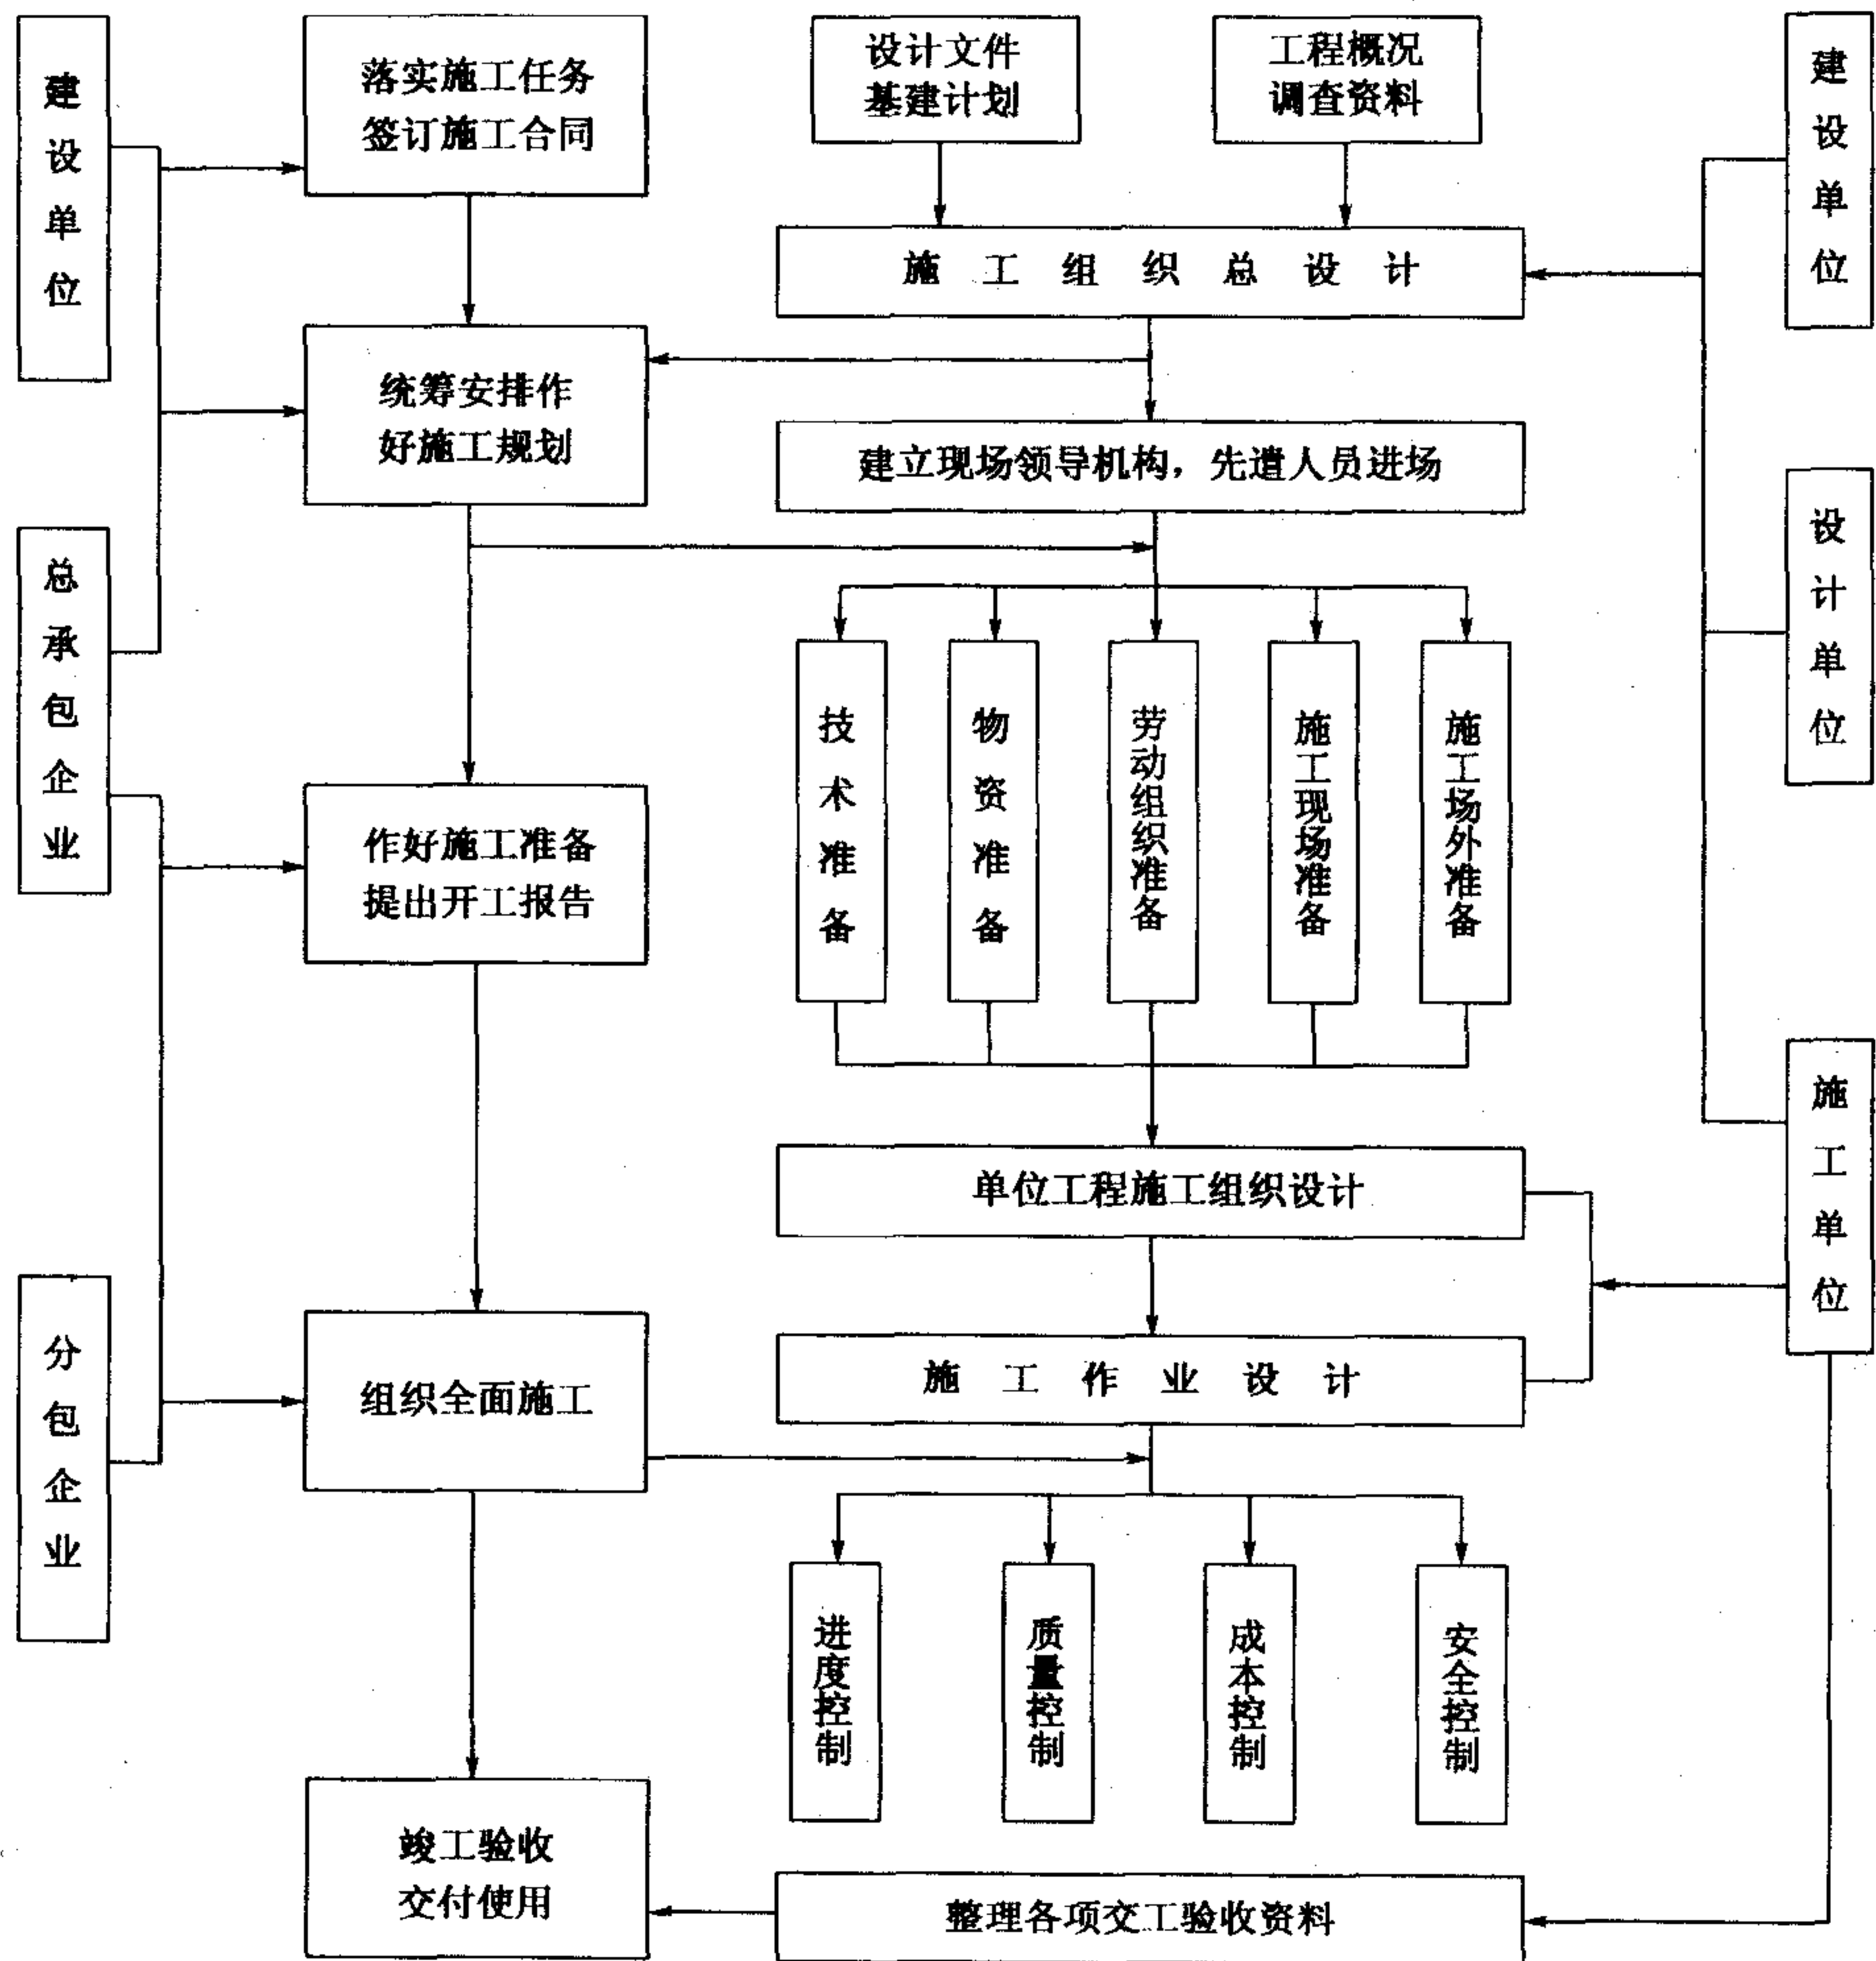 建设单位
落实施工任务
签订施工合同
设计文件
基建计划
工程概况
调查资料
建设单位
施工组织总设计
统筹安排作
好施工规划
建立现场领导机构，先遣人员进场
总承包企业
设计单位
技术准备
物资准备
劳动组织准备
施工现场准备
施工场外准备
作好施工准备
提出开工报告
施工单位
单位工程施工组织设计
分包企业
组织全面施工
施工作业设计
进度控制
质量控制
成本控制
安全控制
竣工验收
交付使用
整理各项交工验收资料